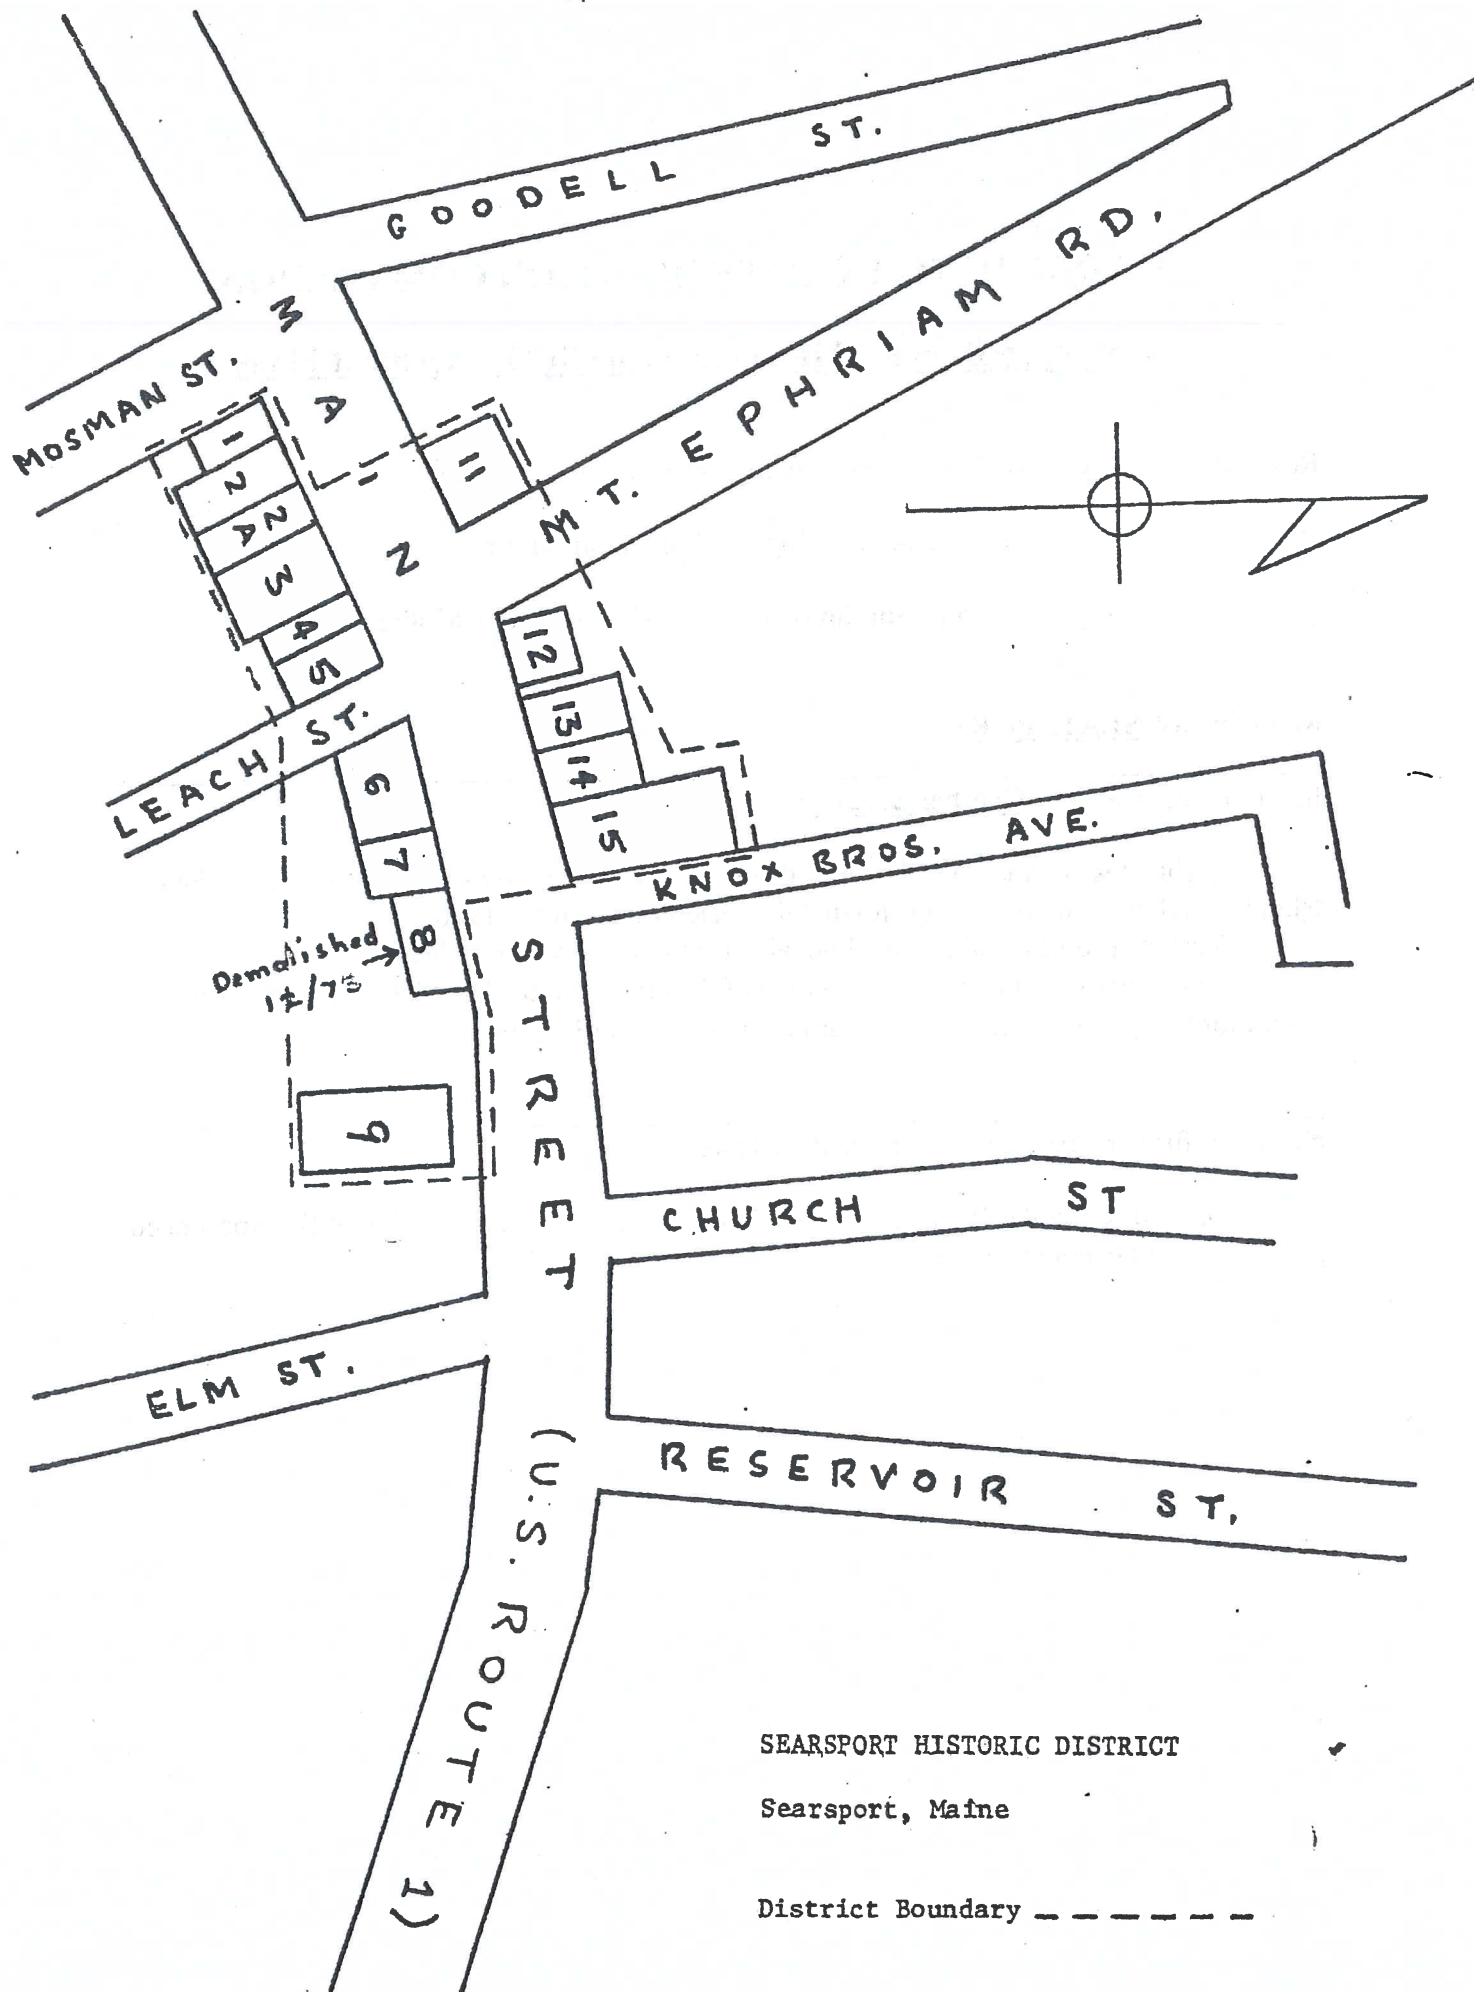 GOODELL ST.
MT. EPHRIAM RD.
MOSMAN ST.
MAIN STREET (U.S. ROUTE 1)
1
2
2A
3
4
5
11
12
13
14
15
LEACH ST.
6
7
8
Demolished
9
KNOX BROS. AVE.
CHURCH ST
ELM ST.
RESERVOIR ST.
SEARSPORT HISTORIC DISTRICT
Searsport, Maine
District Boundary